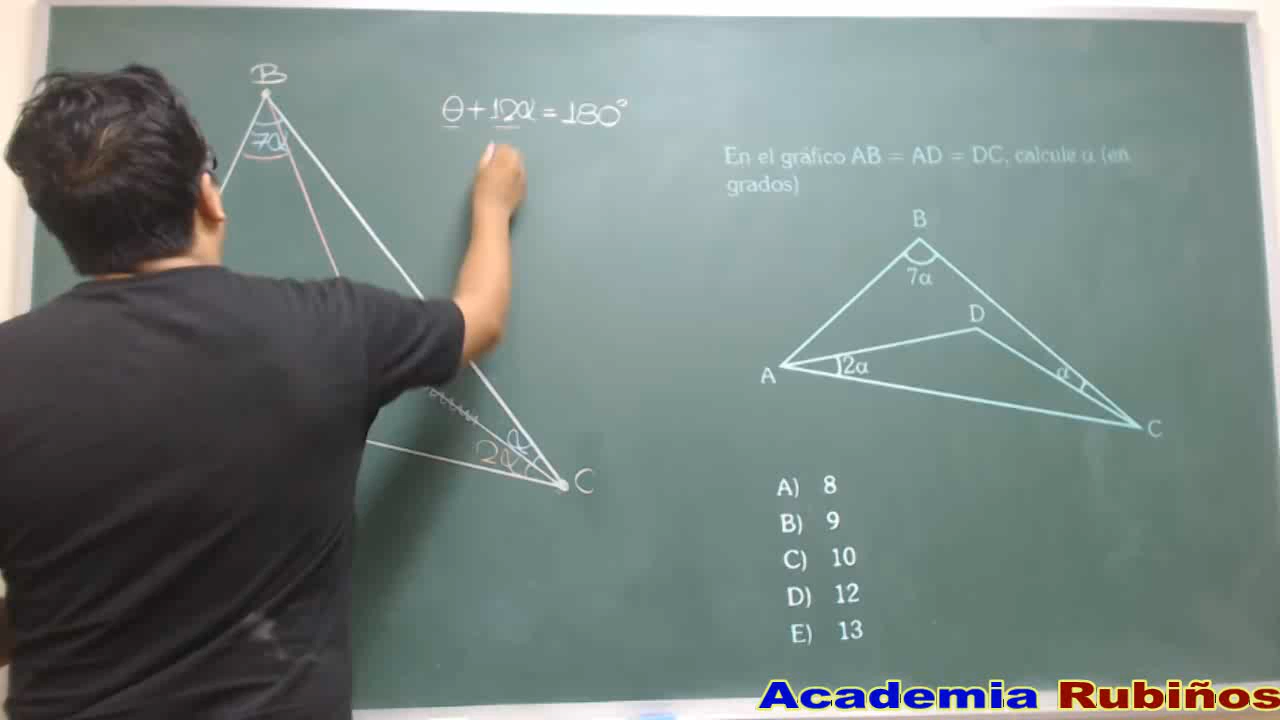 B
7α
θ+12α=180°
α
2α
C
En el gráfico AB = AD = DC, calcule α (en
grados)
B
7α
D
A
2α
α
C
A) 8
B) 9
C) 10
D) 12
E) 13
Academia Rubiños